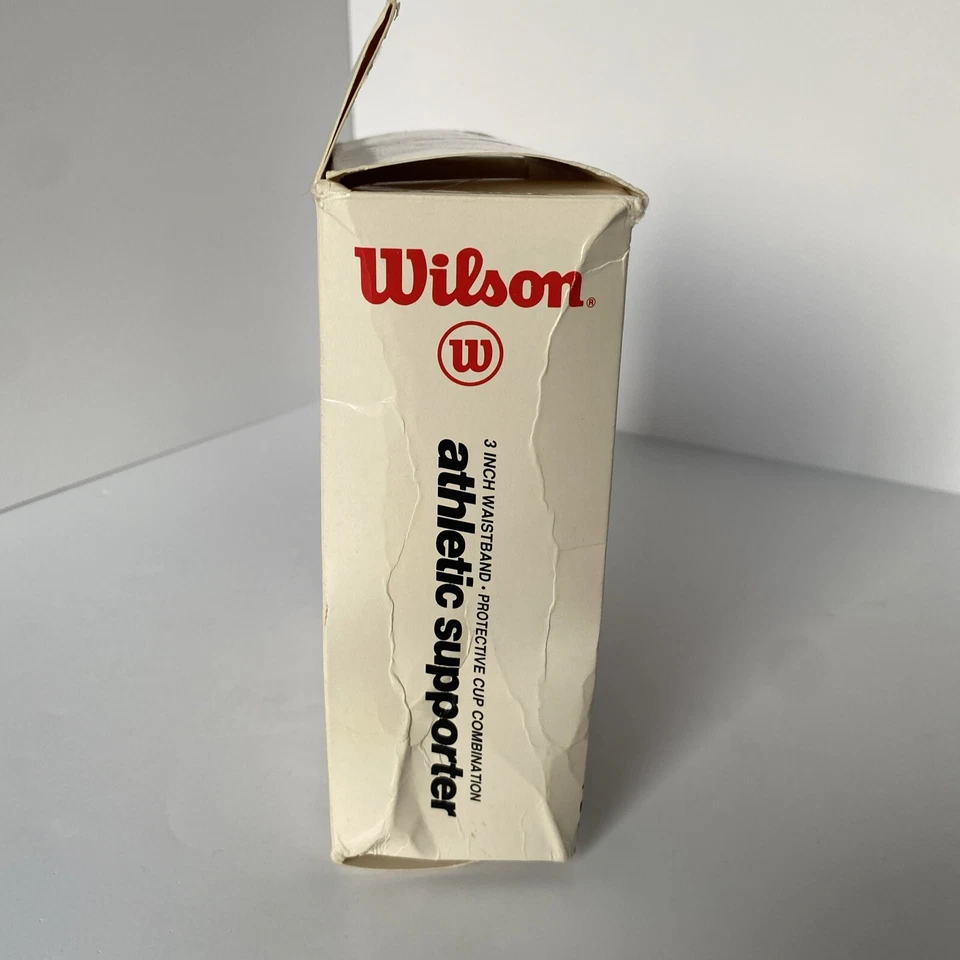 Wilson®
W
3 INCH WAISTBAND · PROTECTIVE CUP COMBINATION
athletic supporter